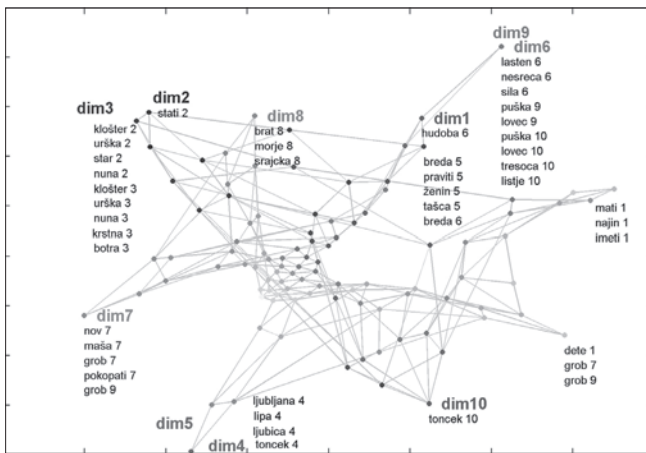 dim9
dim6
lasten 6
nesreca 6
sila 6
puška 9
lovec 9
puška 10
lovec 10
tresoca 10
listje 10
dim3
dim2
stati 2
klošter 2
urška 2
star 2
nuna 2
klošter 3
urška 3
nuna 3
krstna 3
botra 3
dim8
brat 8
morje 8
srajcka 8
dim1
hudoba 6
breda 5
praviti 5
ženin 5
tašca 5
breda 6
mati 1
najin 1
imeti 1
dim7
nov 7
maša 7
grob 7
pokopati 7
grob 9
dete 1
grob 7
grob 9
dim5
dim4
ljubljana 4
lipa 4
ljubica 4
toncek 4
dim10
toncek 10